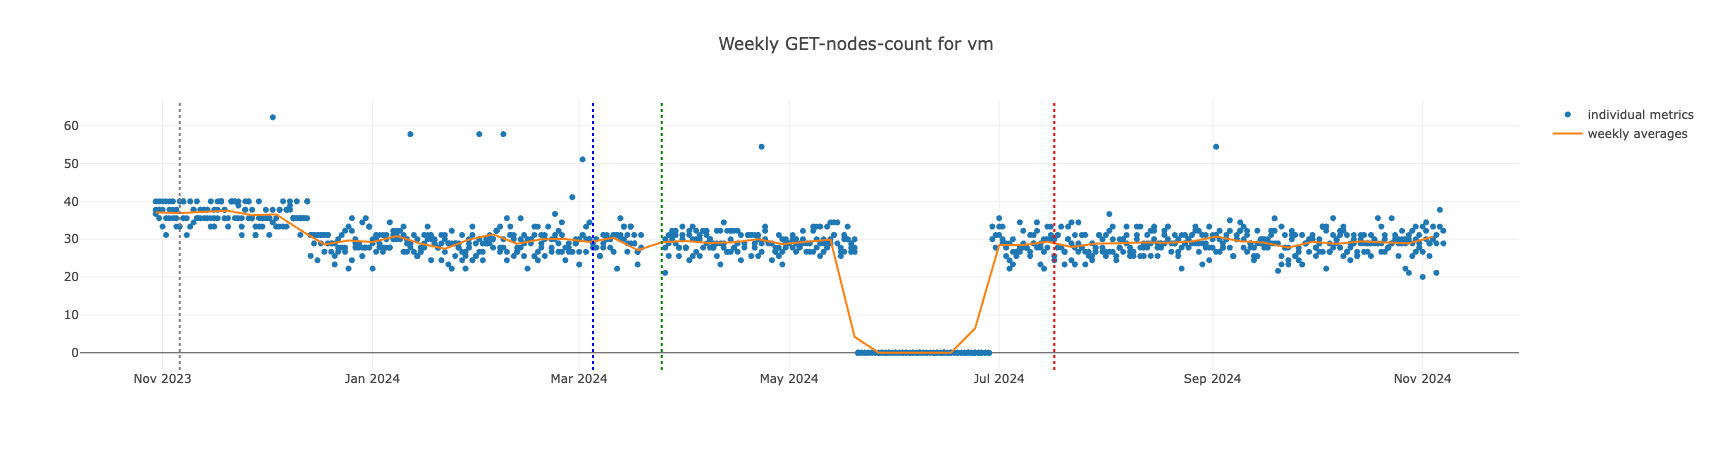 Weekly GET-nodes-count for vm
individual metrics
weekly averages
60
50
40
30
20
10
0
Nov 2023 Jan 2024 Mar 2024 May 2024 Jul 2024 Sep 2024 Nov 2024